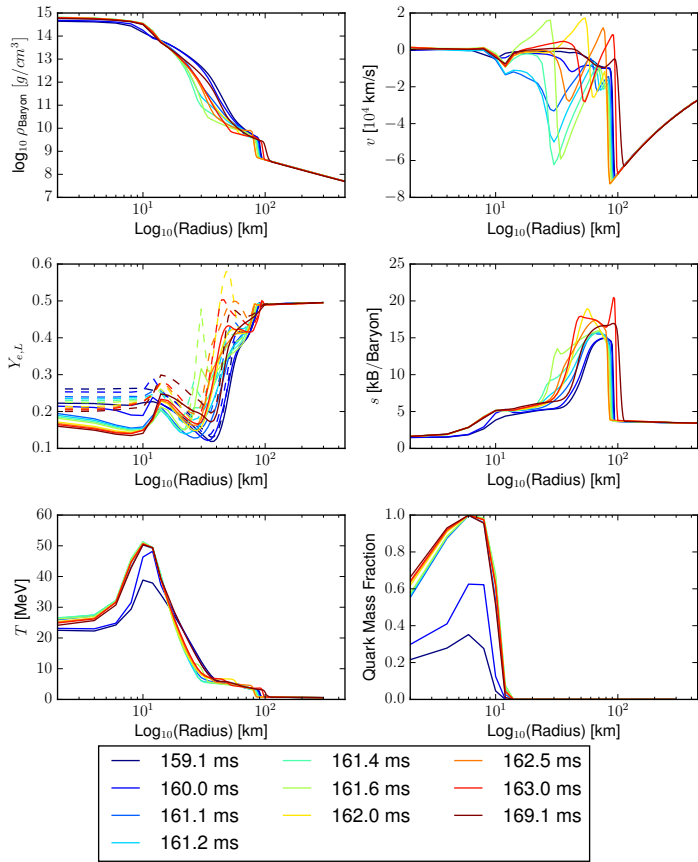 15
14
13
12
11
10
9
8
7
log₁₀ ρ_Baryon [g/cm³]
10¹
10²
Log₁₀(Radius) [km]
4
0
−4
−8
v [10⁴ km/s]
10¹
10²
Log₁₀(Radius) [km]
0.6
0.5
0.4
0.3
0.2
0.1
Y_{e,L}
10¹
10²
Log₁₀(Radius) [km]
25
20
15
10
5
0
s [kB/Baryon]
10¹
10²
Log₁₀(Radius) [km]
60
50
40
30
20
10
0
T [MeV]
10¹
10²
Log₁₀(Radius) [km]
1.0
0.8
0.6
0.4
0.2
0.0
Quark Mass Fraction
10¹
10²
Log₁₀(Radius) [km]
159.1 ms
160.0 ms
161.1 ms
161.2 ms
161.4 ms
161.6 ms
162.0 ms
162.5 ms
163.0 ms
169.1 ms